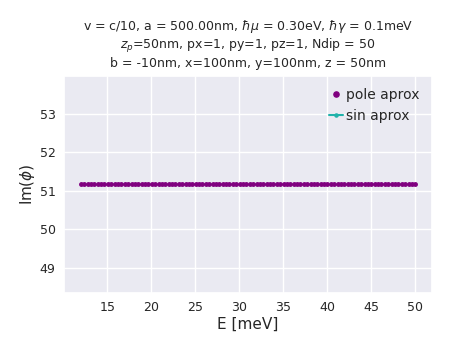 v = c/10, a = 500.00nm, ℏμ = 0.30eV, ℏγ = 0.1meV
zₚ=50nm, px=1, py=1, pz=1, Ndip = 50
b = -10nm, x=100nm, y=100nm, z = 50nm
pole aprox
sin aprox
53
52
51
50
49
Im(ϕ)
15 20 25 30 35 40 45 50
E [meV]